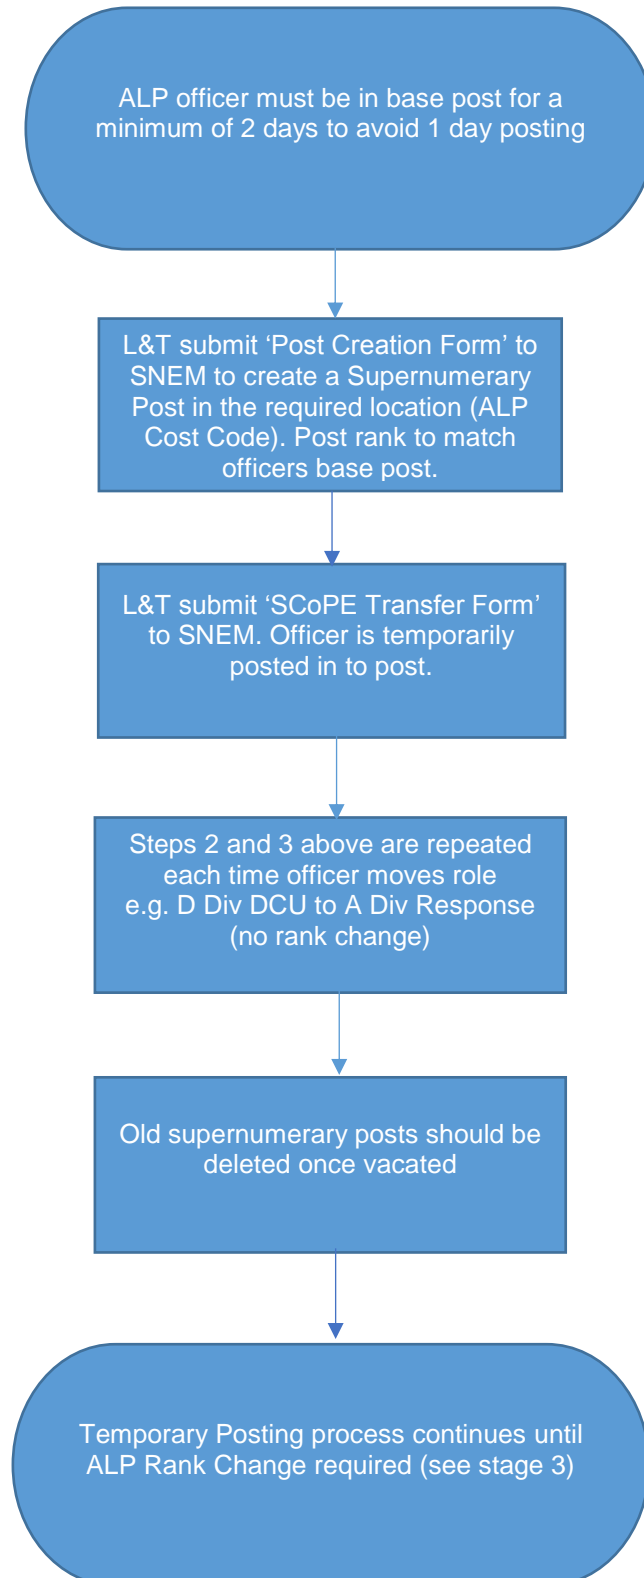 ALP officer must be in base post for a
minimum of 2 days to avoid 1 day posting
L&T submit ‘Post Creation Form’ to
SNEM to create a Supernumerary
Post in the required location (ALP
Cost Code). Post rank to match
officers base post.
L&T submit ‘SCoPE Transfer Form’
to SNEM. Officer is temporarily
posted in to post.
Steps 2 and 3 above are repeated
each time officer moves role
e.g. D Div DCU to A Div Response
(no rank change)
Old supernumerary posts should be
deleted once vacated
Temporary Posting process continues until
ALP Rank Change required (see stage 3)